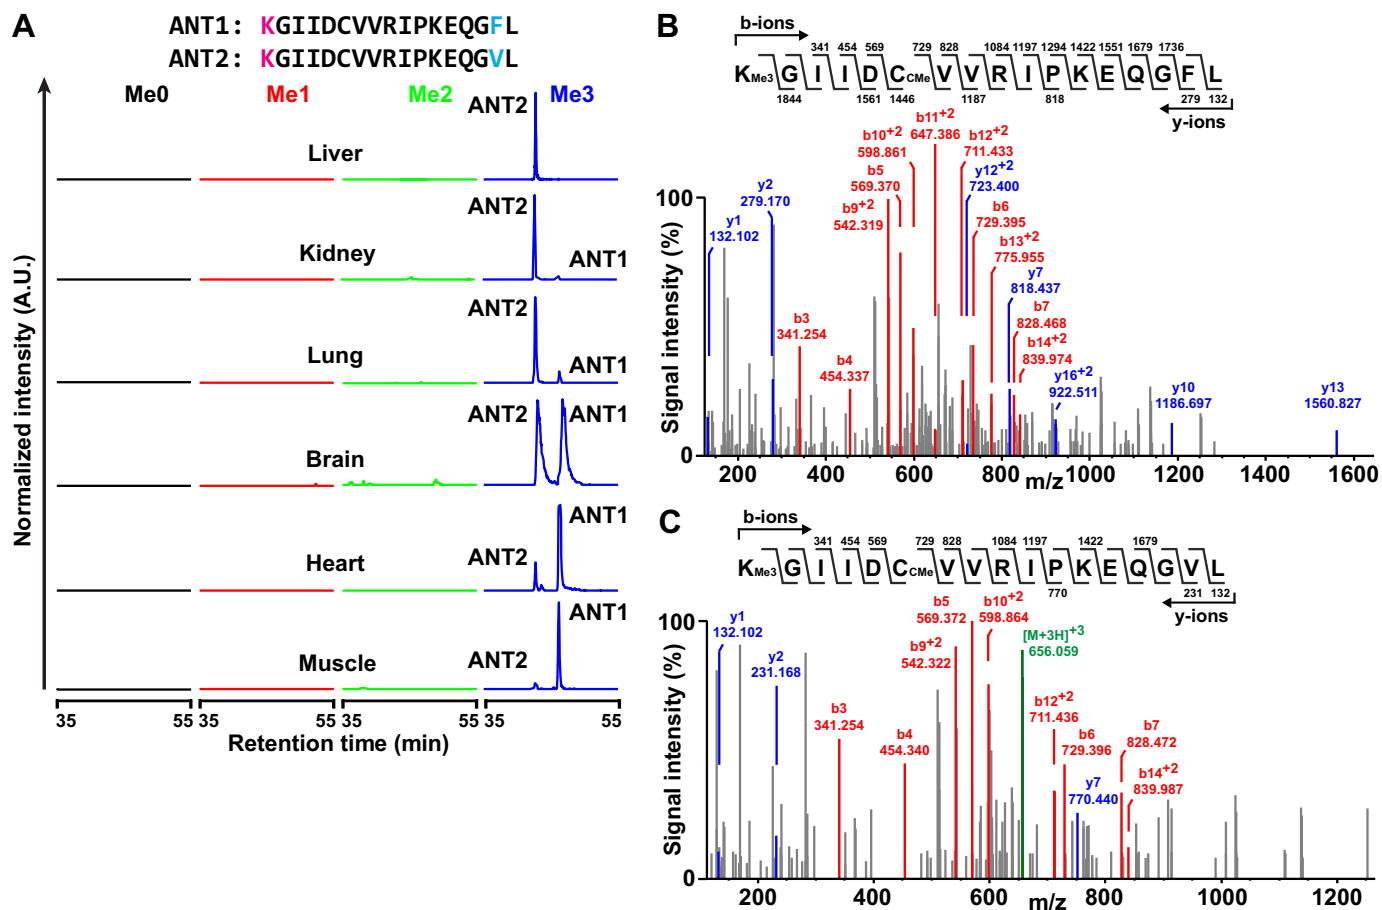 A
ANT1: KGIIDCVVRIPKEQGFL
ANT2: KGIIDCVVRIPKEQGVL
Normalized intensity (A.U.)
Me0 Me1 Me2 Me3
ANT2
Liver
ANT2
Kidney
ANT1
ANT2
Lung
ANT1
ANT2 ANT1
Brain
ANT1
ANT2
Heart
ANT1
ANT2
Muscle
35 55 35 55 35 55 35 55
Retention time (min)
B
b-ions
341 454 569 729 828 1084 1197 1294 1422 1551 1679 1736
KMe3GIIDCCMeVVRIPKEQGFL
1844 1561 1446 1187 818 279 132
y-ions
Signal intensity (%)
100
0
y1
132.102
y2
279.170
b3
341.254
b4
454.337
b9+2
542.319
b5
569.370
b10+2
598.861
b11+2
647.386
b12+2
711.433
y12+2
723.400
b6
729.395
b13+2
775.955
y7
818.437
b7
828.468
b14+2
839.974
y16+2
922.511
y10
1186.697
y13
1560.827
200 400 600 800 1000 1200 1400 1600
m/z
C
b-ions
341 454 569 729 828 1084 1197 1422 1679
KMe3GIIDCCMeVVRIPKEQGVL
770 231 132
y-ions
Signal intensity (%)
100
0
y1
132.102
y2
231.168
b3
341.254
b4
454.340
b9+2
542.322
b5
569.372
b10+2
598.864
[M+3H]+3
656.059
b12+2
711.436
b6
729.396
y7
770.440
b7
828.472
b14+2
839.987
200 400 600 800 1000 1200
m/z